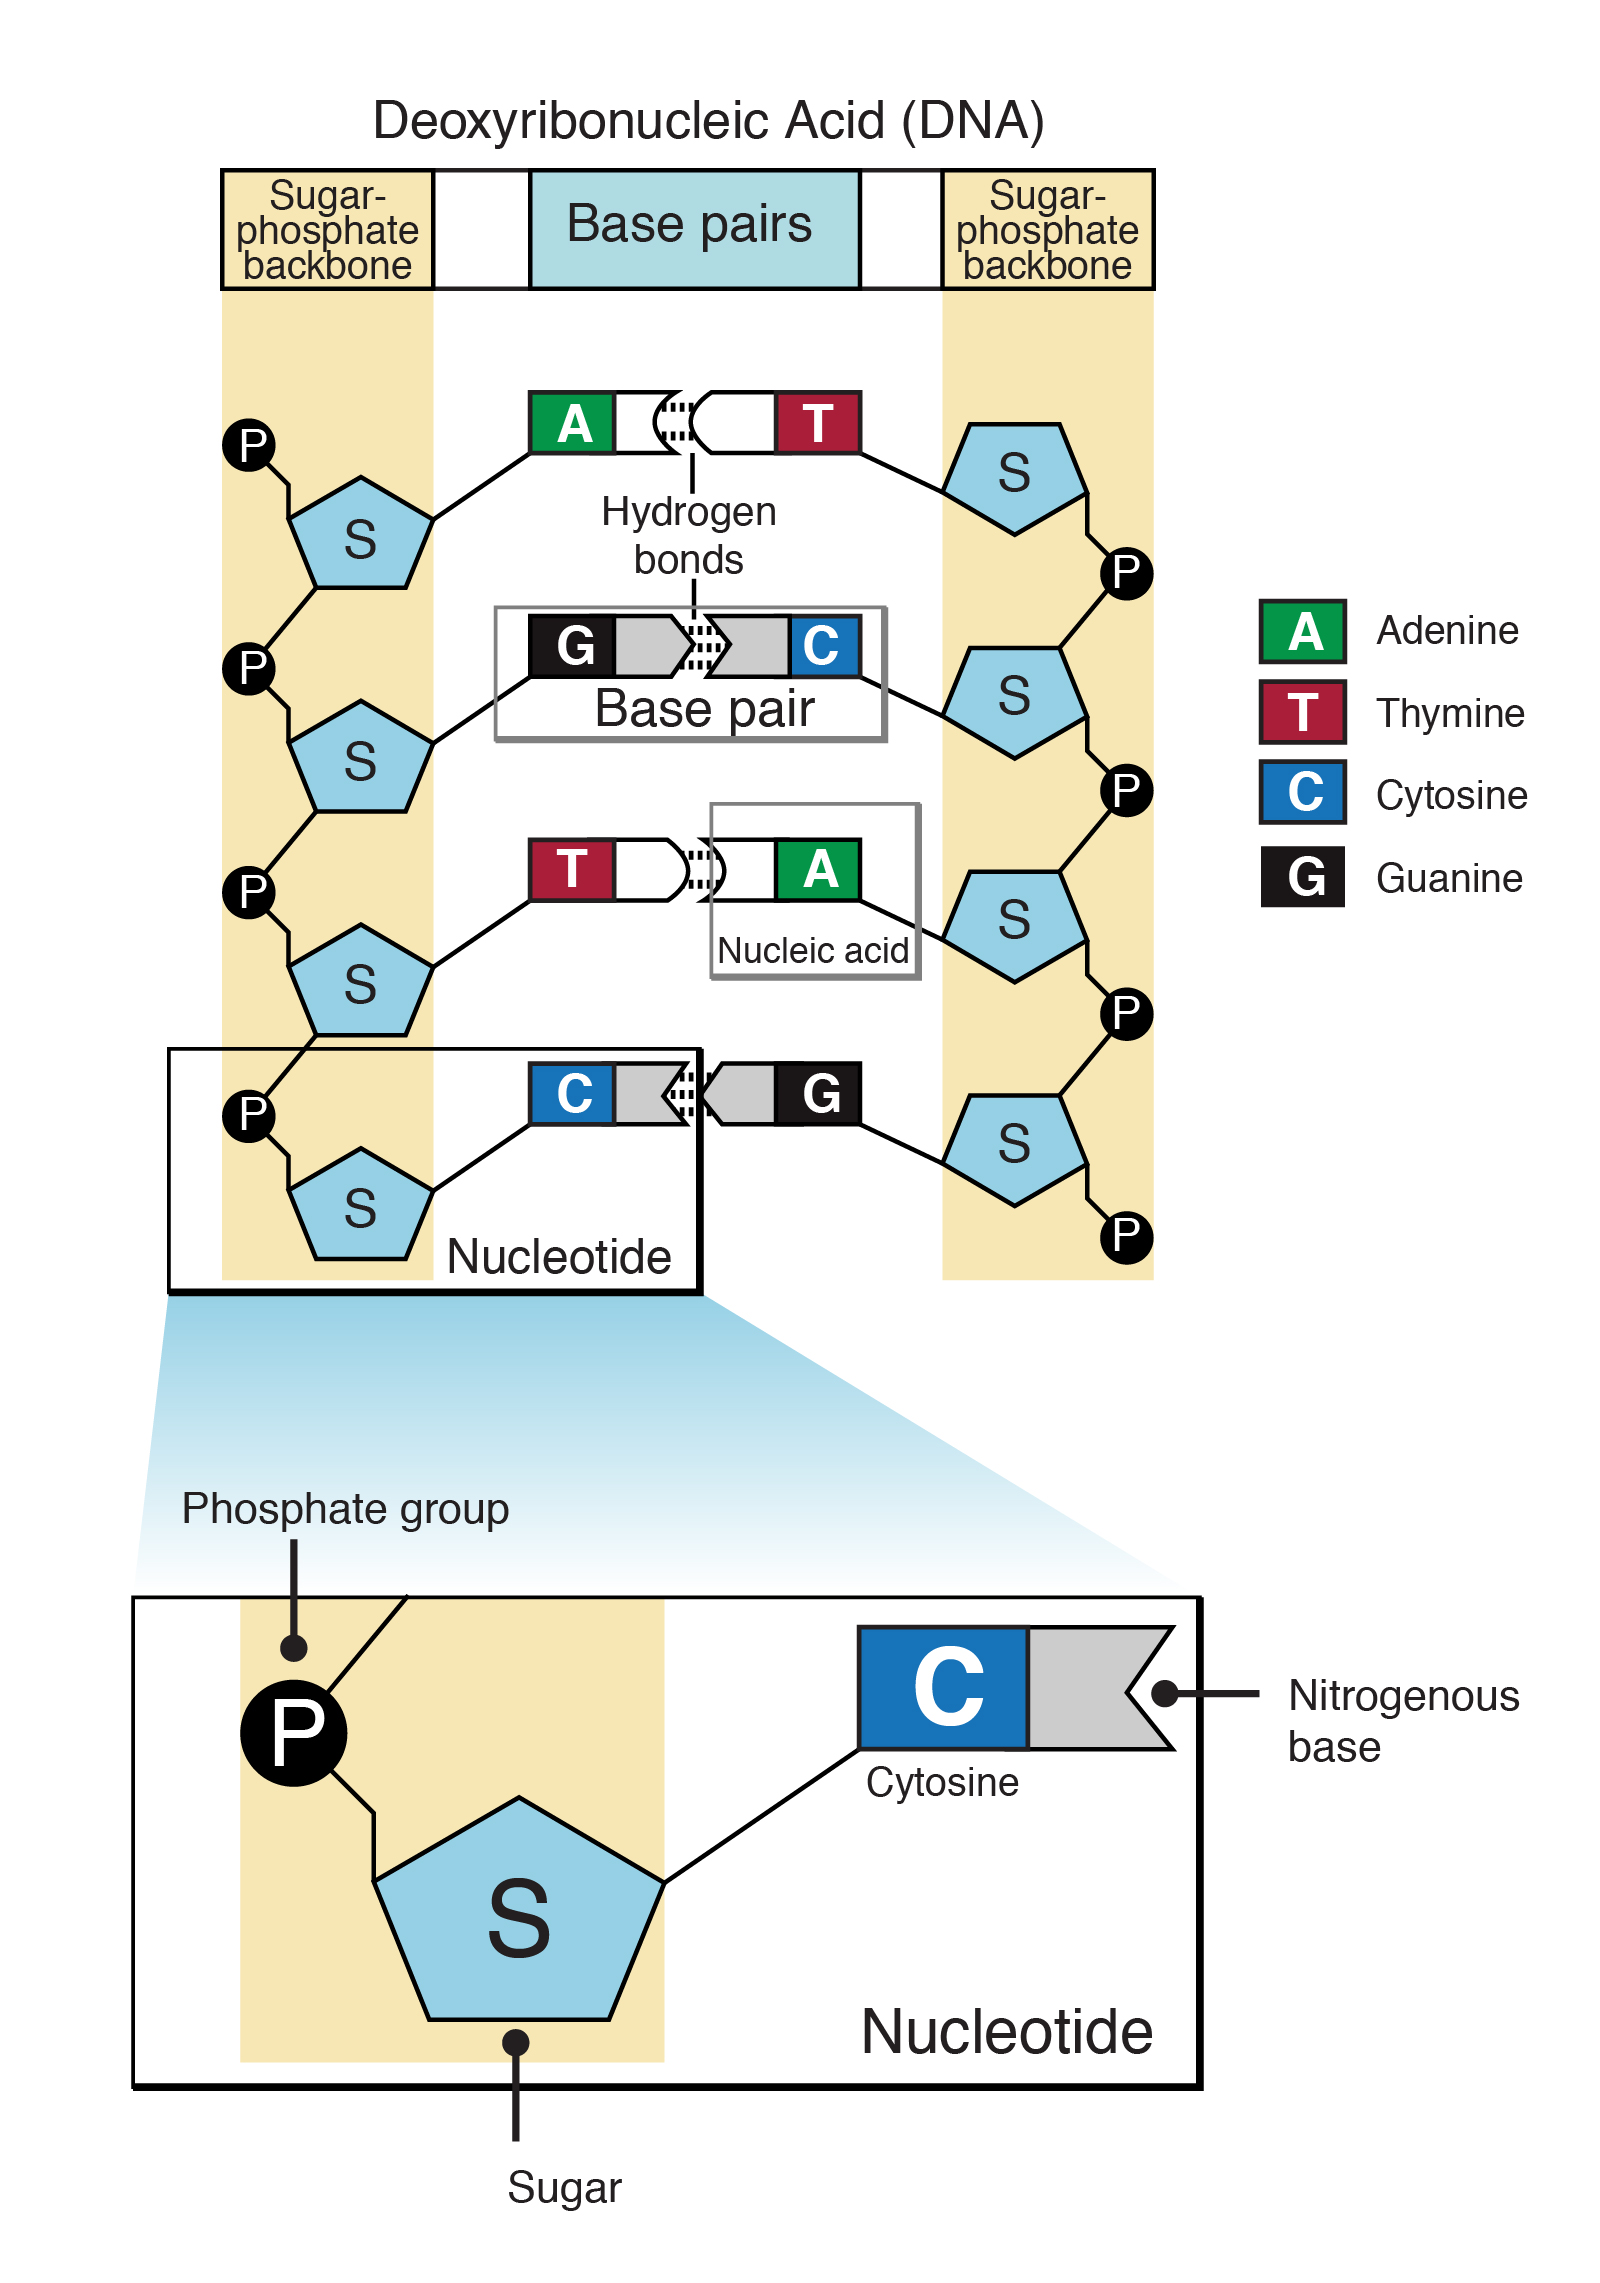 Deoxyribonucleic Acid (DNA)
Sugar-
phosphate
backbone
Base pairs
Sugar-
phosphate
backbone
A
T
P
S
S
Hydrogen
bonds
P
G
C
P
S
S
Base pair
P
T
A
P
S
S
Nucleic acid
P
C
G
P
S
S
Nucleotide
P
A Adenine
T Thymine
C Cytosine
G Guanine
Phosphate group
P
C
Nitrogenous
base
Cytosine
S
Nucleotide
Sugar